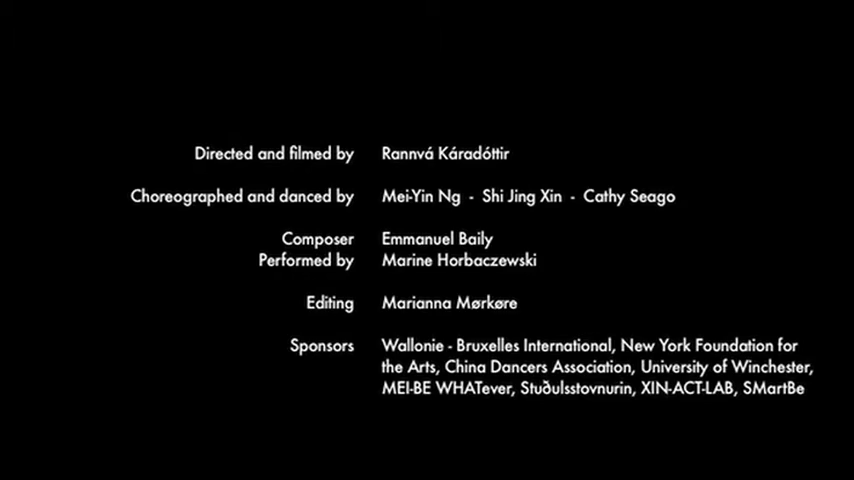 Directed and filmed by Rannvá Káradóttir
Choreographed and danced by Mei-Yin Ng - Shi Jing Xin - Cathy Seago
Composer Emmanuel Baily
Performed by Marine Horbaczewski
Editing Marianna Mørkøre
Sponsors Wallonie - Bruxelles International, New York Foundation for
the Arts, China Dancers Association, University of Winchester,
MEI-BE WHATever, Stuðulsstovnurin, XIN-ACT-LAB, SMartBe